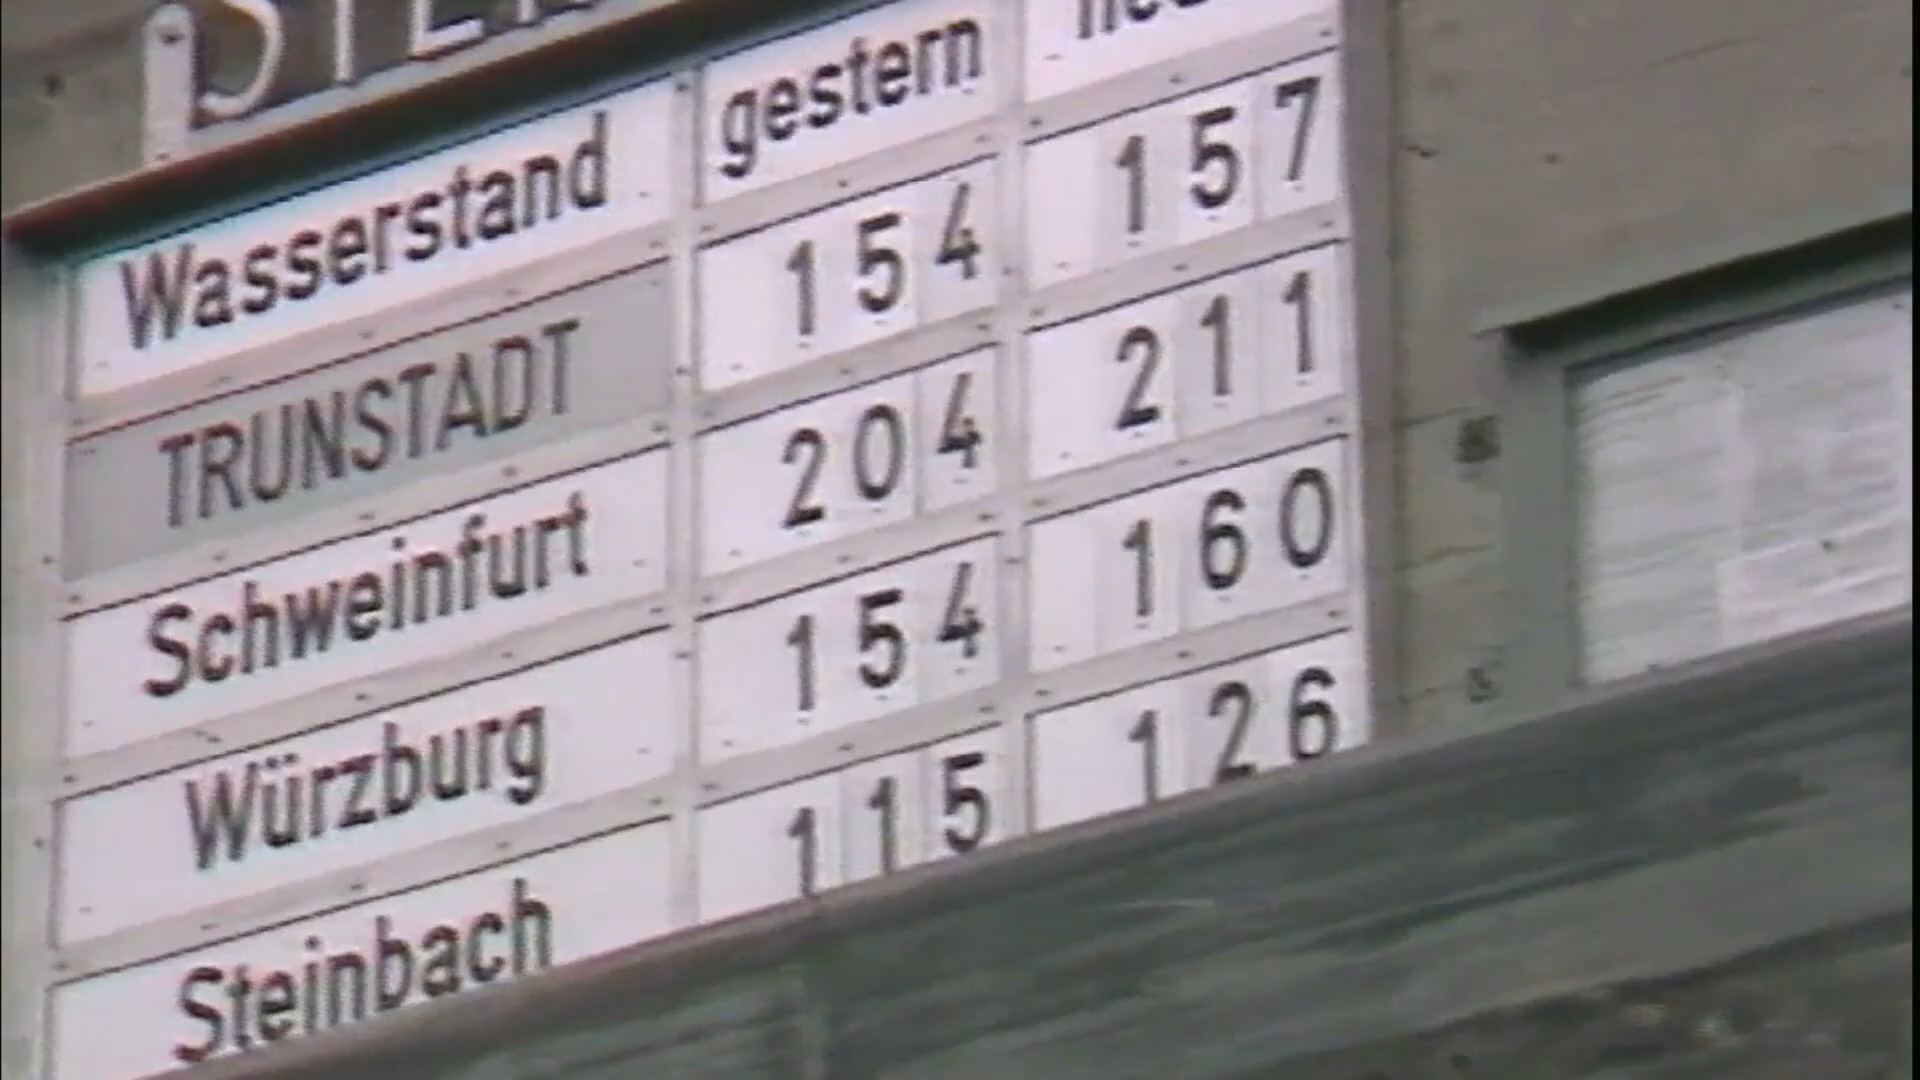 Wasserstand gestern
TRUNSTADT 154 157
Schweinfurt 204 211
Würzburg 154 160
Steinbach 115 126